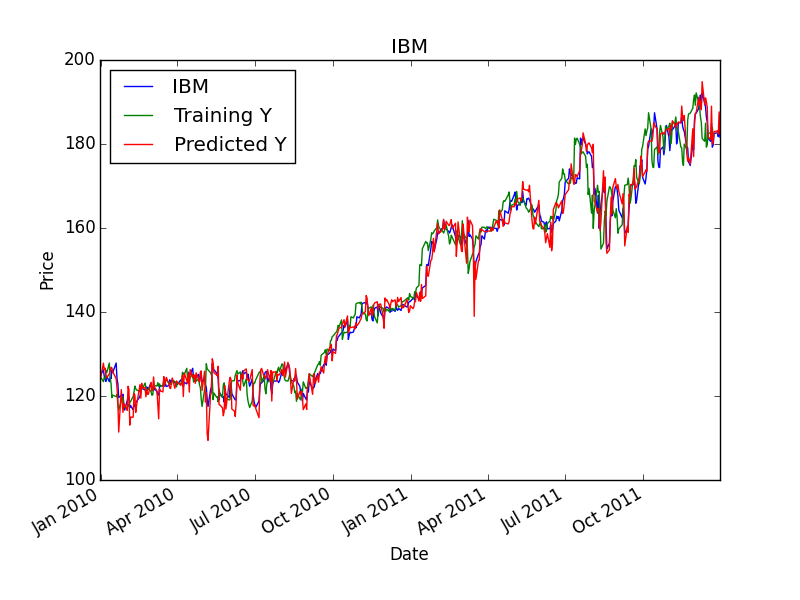 IBM
IBM
Training Y
Predicted Y
200
180
160
140
120
100
Price
Jan 2010
Apr 2010
Jul 2010
Oct 2010
Jan 2011
Apr 2011
Jul 2011
Oct 2011
Date